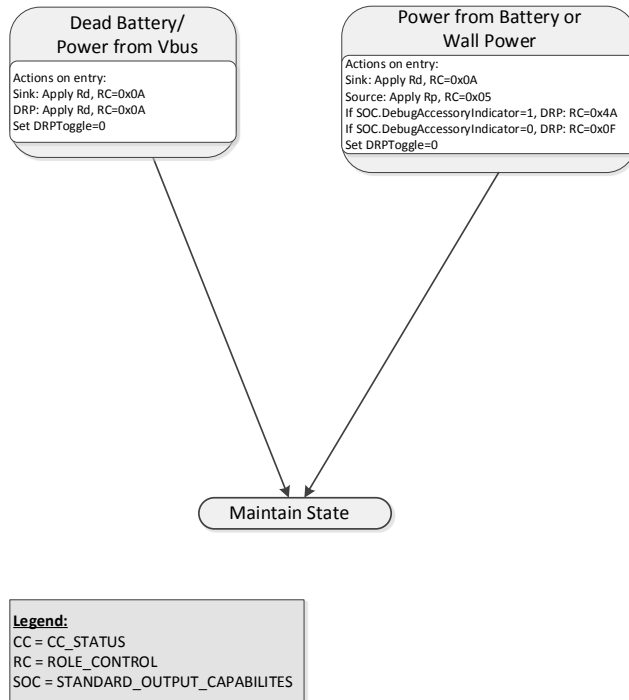 Dead Battery/
Power from Vbus
Actions on entry:
Sink: Apply Rd, RC=0x0A
DRP: Apply Rd, RC=0x0A
Set DRPToggle=0
Power from Battery or
Wall Power
Actions on entry:
Sink: Apply Rd, RC=0x0A
Source: Apply Rp, RC=0x05
If SOC.DebugAccessoryIndicator=1, DRP: RC=0x4A
If SOC.DebugAccessoryIndicator=0, DRP: RC=0x0F
Set DRPToggle=0
Maintain State
Legend:
CC = CC_STATUS
RC = ROLE_CONTROL
SOC = STANDARD_OUTPUT_CAPABILITES